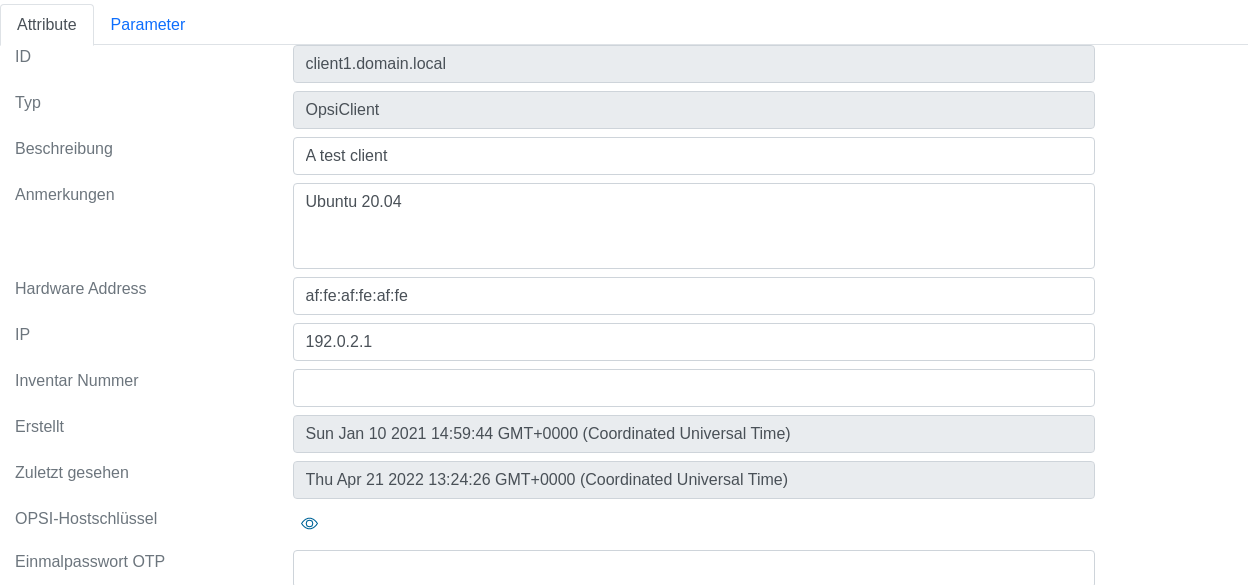 Attribute Parameter
ID client1.domain.local
Typ OpsiClient
Beschreibung A test client
Anmerkungen Ubuntu 20.04
Hardware Address af:fe:af:fe:af:fe
IP 192.0.2.1
Inventar Nummer
Erstellt Sun Jan 10 2021 14:59:44 GMT+0000 (Coordinated Universal Time)
Zuletzt gesehen Thu Apr 21 2022 13:24:26 GMT+0000 (Coordinated Universal Time)
OPSI-Hostschlüssel
Einmalpasswort OTP